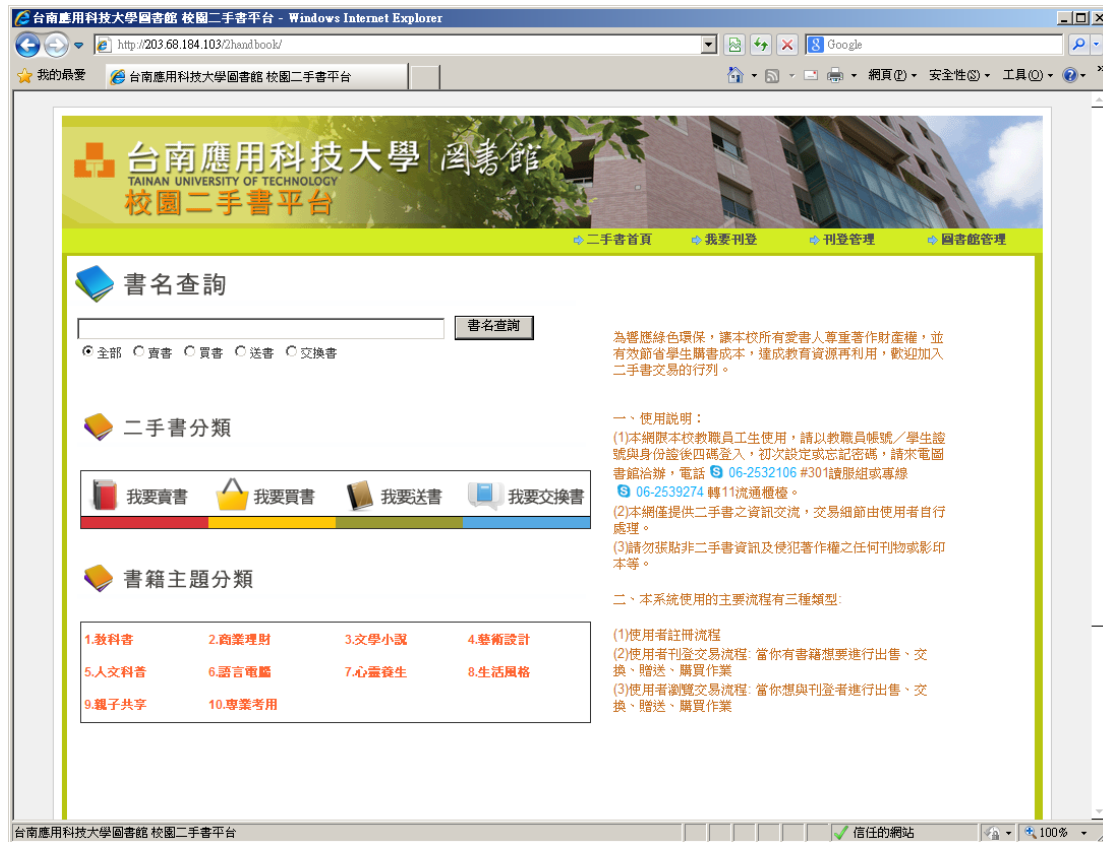 台南應用科技大學圖書館 校園二手書平台 - Windows Internet Explorer
http://203.68.184.103/2handbook/
Google
我的最愛
台南應用科技大學圖書館 校園二手書平台
網頁(P)
安全性(S)
工具(O)
台南應用科技大學 圖書館
TAINAN UNIVERSITY OF TECHNOLOGY
校園二手書平台
二手書首頁 我要刊登 刊登管理 圖書館管理
書名查詢
書名查詢
全部 賣書 買書 送書 交換書
二手書分類
我要賣書 我要買書 我要送書 我要交換書
書籍主題分類
1.教科書 2.商業理財 3.文學小說 4.藝術設計
5.人文科普 6.語言電腦 7.心靈養生 8.生活風格
9.親子共享 10.專業考用
為響應綠色環保，讓本校所有愛書人尊重著作財產權，並
有效節省學生購書成本，達成教育資源再利用，歡迎加入
二手書交易的行列。
一、使用說明：
(1)本網限本校教職員工生使用，請以教職員帳號／學生證
號與身份證後四碼登入，初次設定或忘記密碼，請來電圖
書館洽辦，電話 06-2532106 #301讀服組或專線
06-2539274 轉11流通櫃檯。
(2)本網僅提供二手書之資訊交流，交易細節由使用者自行
處理。
(3)請勿張貼非二手書資訊及侵犯著作權之任何刊物或影印
本等。
二、本系統使用的主要流程有三種類型:
(1)使用者註冊流程
(2)使用者刊登交易流程: 當你有書籍想要進行出售、交
換、贈送、購買作業
(3)使用者瀏覽交易流程: 當你想與刊登者進行出售、交
換、贈送、購買作業
台南應用科技大學圖書館 校園二手書平台
信任的網站
100%